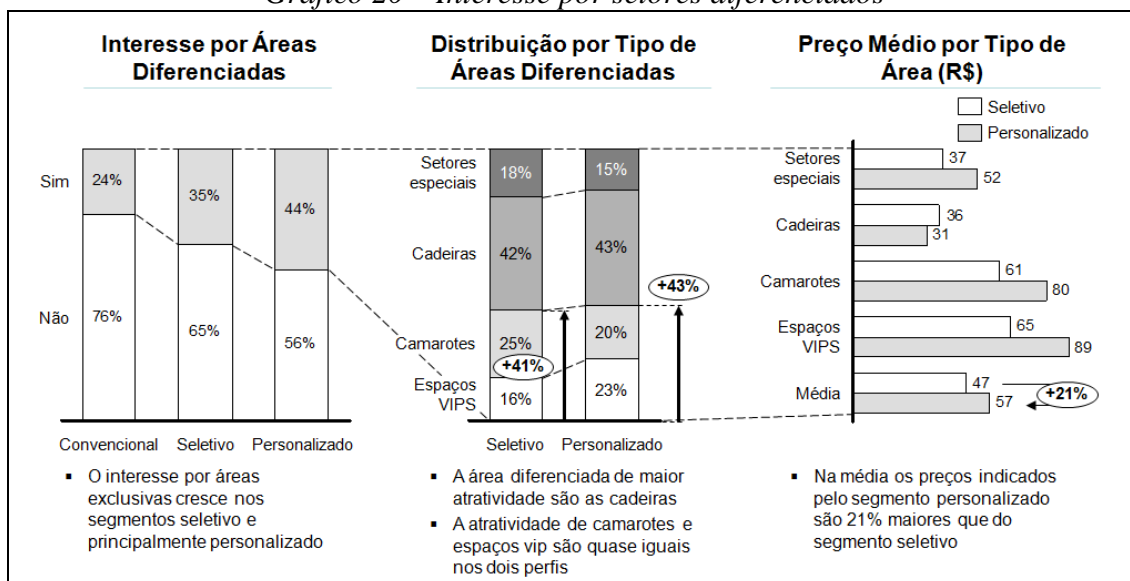 Gráfico 20 – Interesse por setores diferenciados
Interesse por Áreas
Diferenciadas
Sim
Não
24%
35%
44%
76%
65%
56%
Convencional
Seletivo
Personalizado
▪ O interesse por áreas
exclusivas cresce nos
segmentos seletivo e
principalmente personalizado
Distribuição por Tipo de
Áreas Diferenciadas
Setores
especiais
18%
15%
Cadeiras
42%
43%
+43%
Camarotes
25%
20%
+41%
Espaços
VIPS
16%
23%
Seletivo
Personalizado
▪ A área diferenciada de maior
atratividade são as cadeiras
▪ A atratividade de camarotes e
espaços vip são quase iguais
nos dois perfis
Preço Médio por Tipo de
Área (R$)
Seletivo
Personalizado
Setores
especiais
37
52
Cadeiras
36
31
Camarotes
61
80
Espaços
VIPS
65
89
Média
47
57
+21%
▪ Na média os preços indicados
pelo segmento personalizado
são 21% maiores que do
segmento seletivo